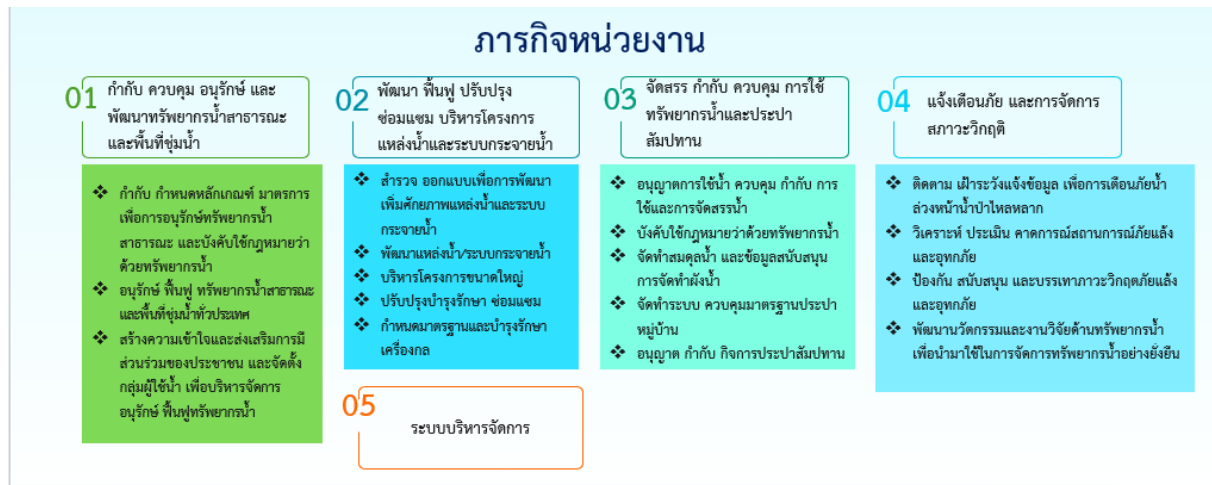 ภารกิจหน่วยงาน
01
กำกับ ควบคุม อนุรักษ์ และ
พัฒนาทรัพยากรน้ำสาธารณะ
และพื้นที่ชุ่มน้ำ
❖ กำกับ กำหนดหลักเกณฑ์ มาตรการ
เพื่อการอนุรักษ์ทรัพยากรน้ำ
สาธารณะ และบังคับใช้กฎหมายว่า
ด้วยทรัพยากรน้ำ
❖ อนุรักษ์ ฟื้นฟู ทรัพยากรน้ำสาธารณะ
และพื้นที่ชุ่มน้ำทั่วประเทศ
❖ สร้างความเข้าใจและส่งเสริมการมี
ส่วนร่วมของประชาชน และจัดตั้ง
กลุ่มผู้ใช้น้ำ เพื่อบริหารจัดการ
อนุรักษ์ ฟื้นฟูทรัพยากรน้ำ
02
พัฒนา ฟื้นฟู ปรับปรุง
ซ่อมแซม บริหารโครงการ
แหล่งน้ำและระบบกระจายน้ำ
❖ สำรวจ ออกแบบเพื่อการพัฒนา
เพิ่มศักยภาพแหล่งน้ำและระบบ
กระจายน้ำ
❖ พัฒนาแหล่งน้ำ/ระบบกระจายน้ำ
❖ บริหารโครงการขนาดใหญ่
❖ ปรับปรุงบำรุงรักษา ซ่อมแซม
❖ กำหนดมาตรฐานและบำรุงรักษา
เครื่องกล
03
จัดสรร กำกับ ควบคุม การใช้
ทรัพยากรน้ำและประปา
สัมปทาน
❖ อนุญาตการใช้น้ำ ควบคุม กำกับ การ
ใช้และการจัดสรรน้ำ
❖ บังคับใช้กฎหมายว่าด้วยทรัพยากรน้ำ
❖ จัดทำสมดุลน้ำ และข้อมูลสนับสนุน
การจัดทำผังน้ำ
❖ จัดทำระบบ ควบคุมมาตรฐานประปา
หมู่บ้าน
❖ อนุญาต กำกับ กิจการประปาสัมปทาน
04
แจ้งเตือนภัย และการจัดการ
สภาวะวิกฤติ
❖ ติดตาม เฝ้าระวังแจ้งข้อมูล เพื่อการเตือนภัยน้ำ
ล่วงหน้าน้ำป่าไหลหลาก
❖ วิเคราะห์ ประเมิน คาดการณ์สถานการณ์ภัยแล้ง
และอุทกภัย
❖ ป้องกัน สนับสนุน และบรรเทาภาวะวิกฤตภัยแล้ง
และอุทกภัย
❖ พัฒนานวัตกรรมและงานวิจัยด้านทรัพยากรน้ำ
เพื่อนำมาใช้ในการจัดการทรัพยากรน้ำอย่างยั่งยืน
05
ระบบบริหารจัดการ